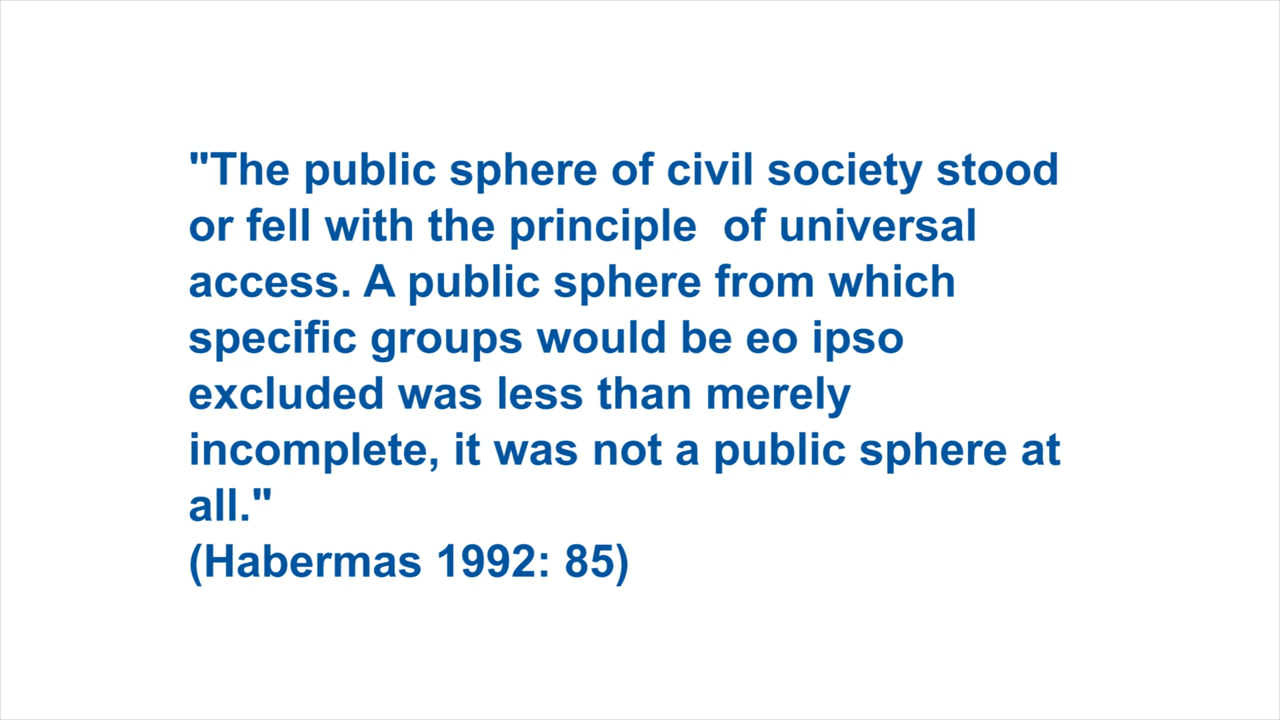 "The public sphere of civil society stood
or fell with the principle  of universal
access. A public sphere from which
specific groups would be eo ipso
excluded was less than merely
incomplete, it was not a public sphere at
all."
(Habermas 1992: 85)